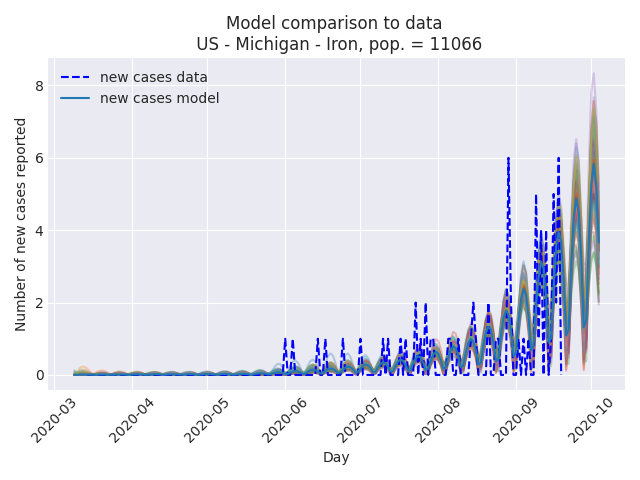 Model comparison to data
US - Michigan - Iron, pop. = 11066
new cases data
new cases model
Number of new cases reported
8
6
4
2
0
2020-03
2020-04
2020-05
2020-06
2020-07
2020-08
2020-09
2020-10
Day